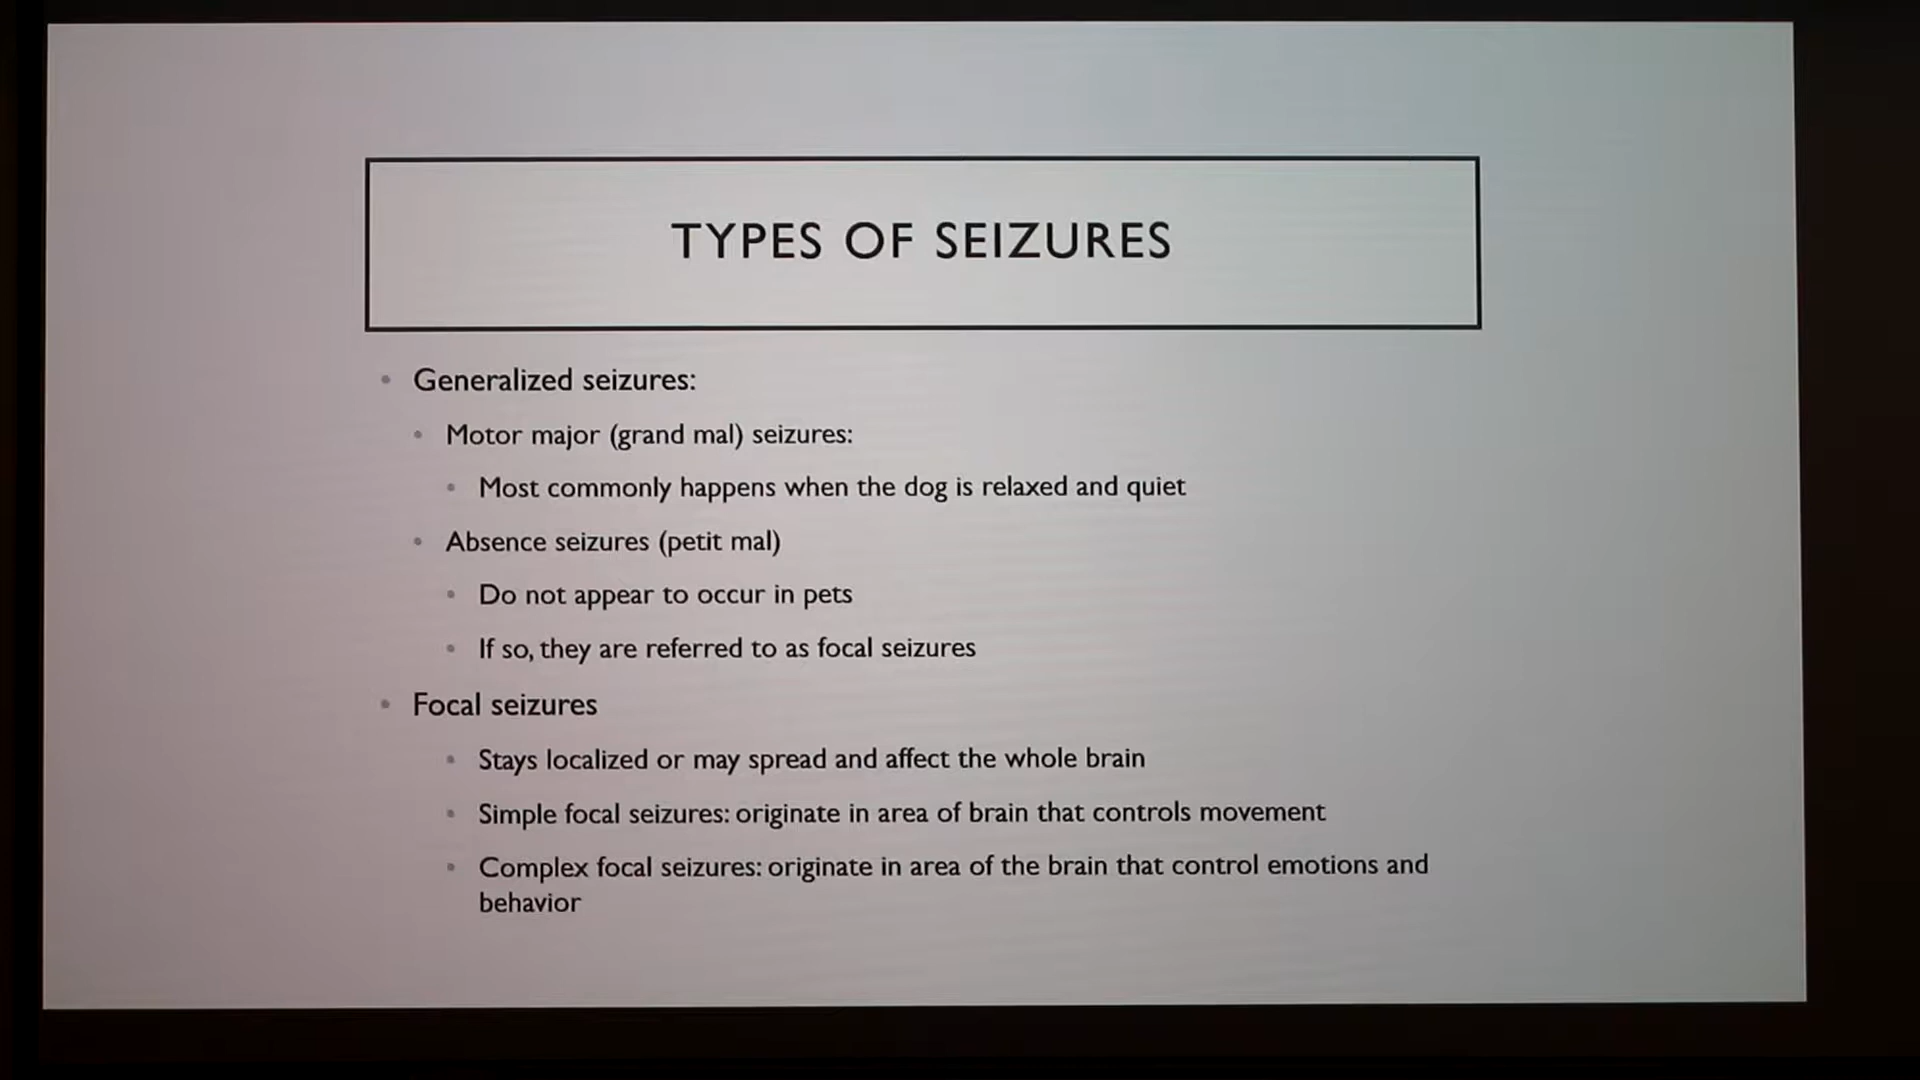 TYPES OF SEIZURES
Generalized seizures:
Motor major (grand mal) seizures:
Most commonly happens when the dog is relaxed and quiet
Absence seizures (petit mal)
Do not appear to occur in pets
If so, they are referred to as focal seizures
Focal seizures
Stays localized or may spread and affect the whole brain
Simple focal seizures: originate in area of brain that controls movement
Complex focal seizures: originate in area of the brain that control emotions and
behavior